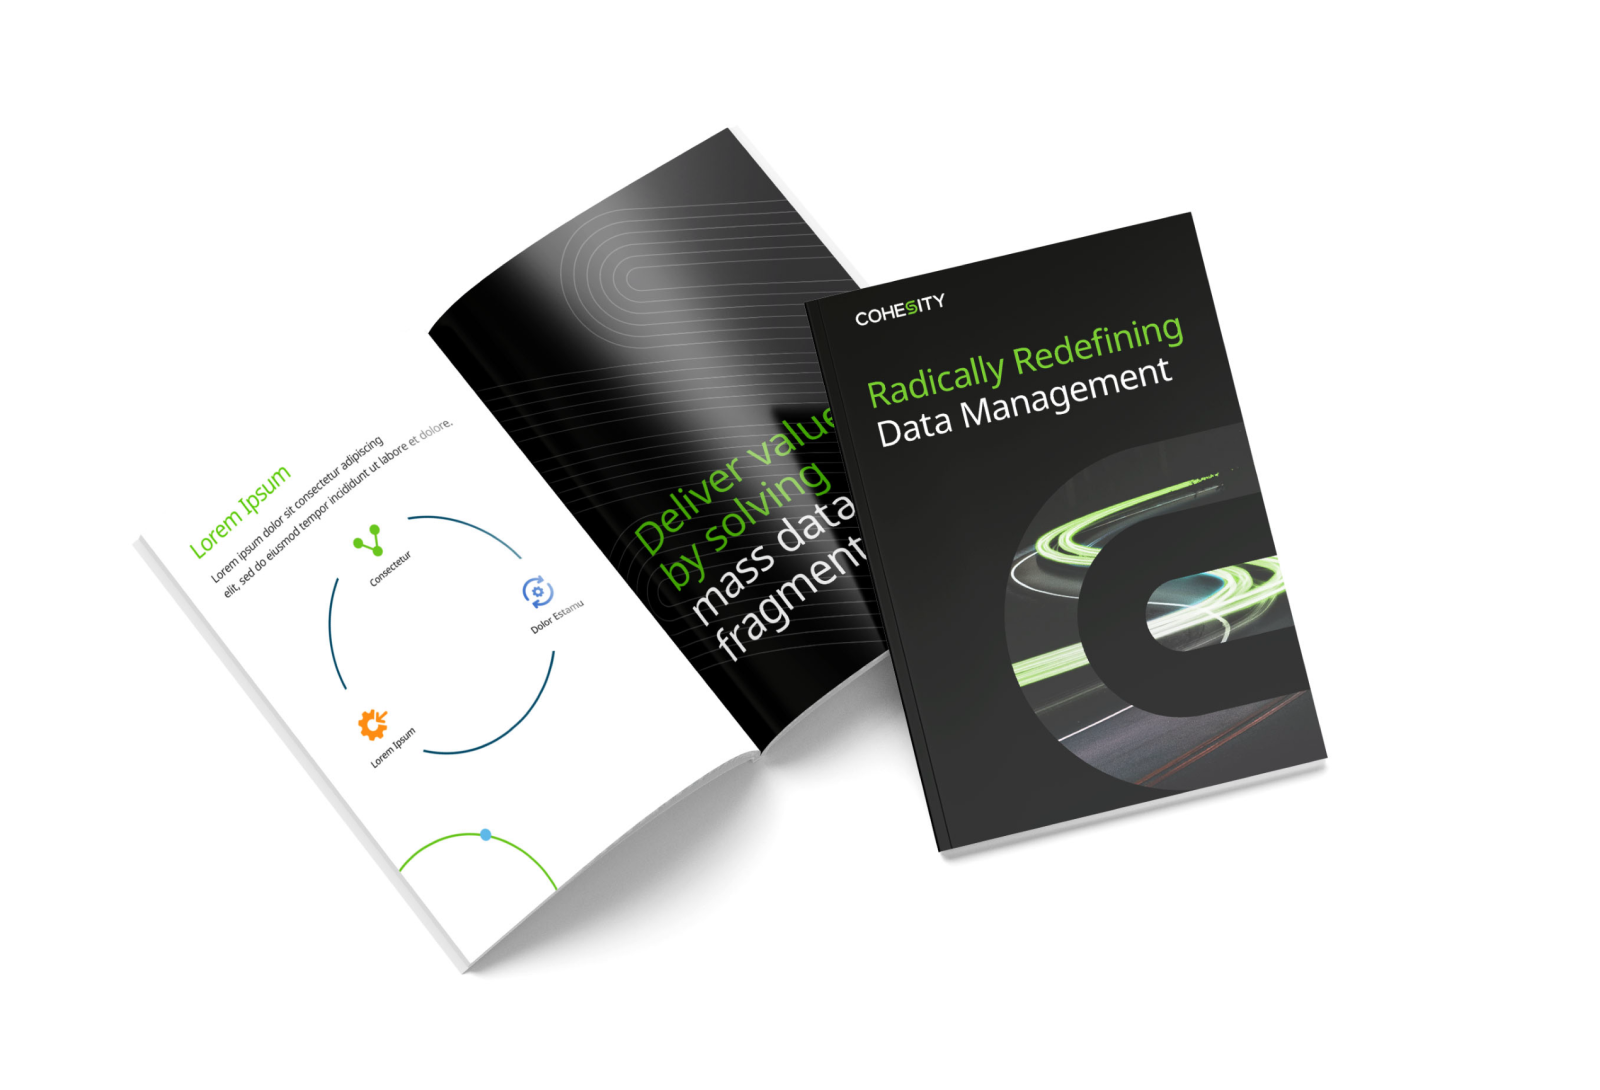 Lorem Ipsum
Lorem ipsum dolor sit consectetur adipiscing
elit, sed do eiusmod tempor incididunt ut labore et dolore.
Consectetur
Dolor Estamu
Lorem Ipsum
Deliver value
by solving
mass data
fragment
COHESITY
Radically Redefining
Data Management